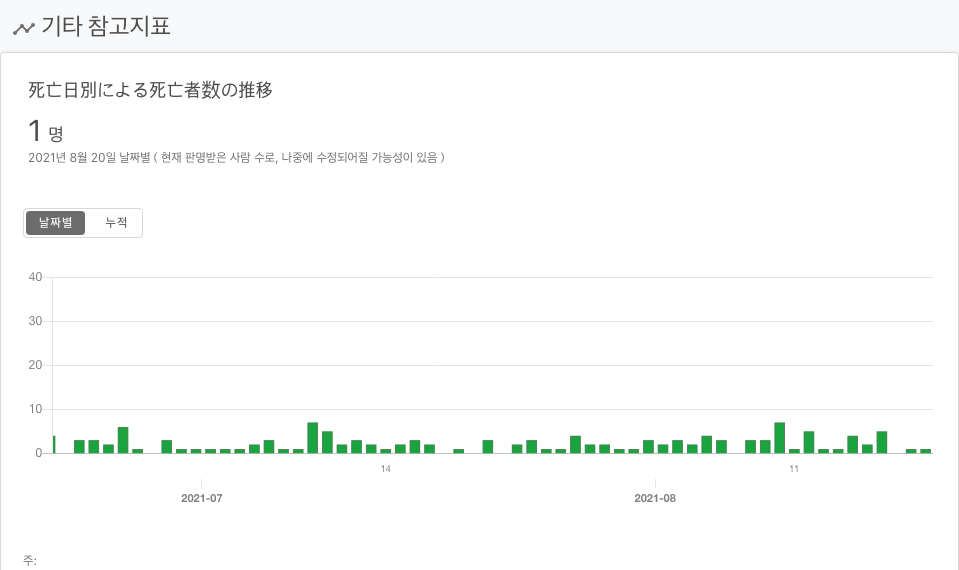 기타 참고지표
死亡日別による死亡者数の推移
1 명
2021년 8월 20일 날짜별 ( 현재 판명받은 사람 수로, 나중에 수정되어질 가능성이 있음 )
날짜별 누적
40
30
20
10
0
14 11
2021-07 2021-08
주: